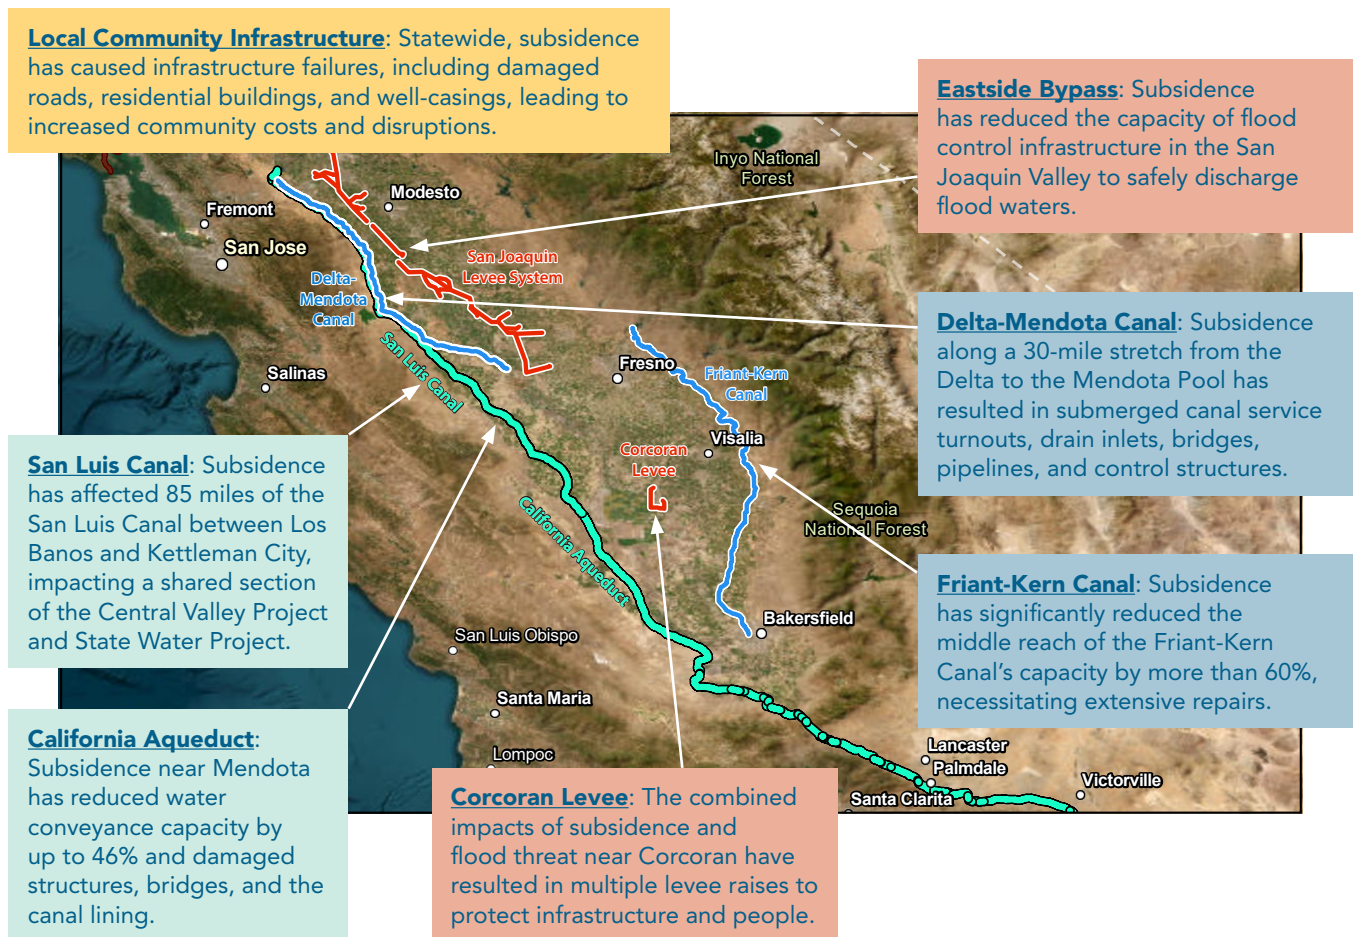 Local Community Infrastructure: Statewide, subsidence
has caused infrastructure failures, including damaged
roads, residential buildings, and well-casings, leading to
increased community costs and disruptions.
Eastside Bypass: Subsidence
has reduced the capacity of flood
control infrastructure in the San
Joaquin Valley to safely discharge
flood waters.
Inyo National
Forest
Modesto
Fremont
San Jose
San Joaquin
Levee System
Delta-
Mendota
Canal
Delta-Mendota Canal: Subsidence
along a 30-mile stretch from the
Delta to the Mendota Pool has
resulted in submerged canal service
turnouts, drain inlets, bridges,
pipelines, and control structures.
San Luis Canal
Salinas
Fresno
Friant-Kern
Canal
Visalia
Corcoran
Levee
San Luis Canal: Subsidence
has affected 85 miles of the
San Luis Canal between Los
Banos and Kettleman City,
impacting a shared section
of the Central Valley Project
and State Water Project.
California Aqueduct
Sequoia
National Forest
Friant-Kern Canal: Subsidence
has significantly reduced the
middle reach of the Friant-Kern
Canal's capacity by more than 60%,
necessitating extensive repairs.
Bakersfield
San Luis Obispo
Santa Maria
Lompoc
California Aqueduct:
Subsidence near Mendota
has reduced water
conveyance capacity by
up to 46% and damaged
structures, bridges, and the
canal lining.
Corcoran Levee: The combined
impacts of subsidence and
flood threat near Corcoran have
resulted in multiple levee raises to
protect infrastructure and people.
Lancaster
Palmdale
Victorville
Santa Clarita